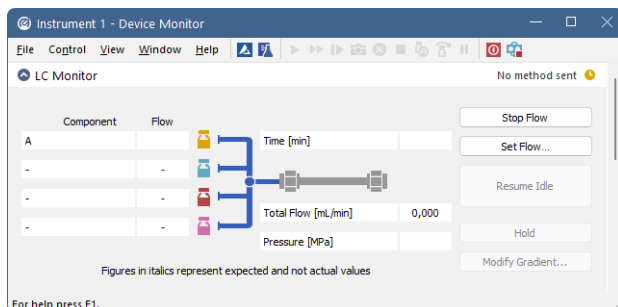 Instrument 1 - Device Monitor
File Control View Window Help
LC Monitor No method sent
Component Flow
Stop Flow
A Time [min]
Set Flow...
- -
Resume Idle
- -
Total Flow [mL/min] 0,000
- -
Hold
Pressure [MPa]
Modify Gradient...
Figures in italics represent expected and not actual values
For help press F1.